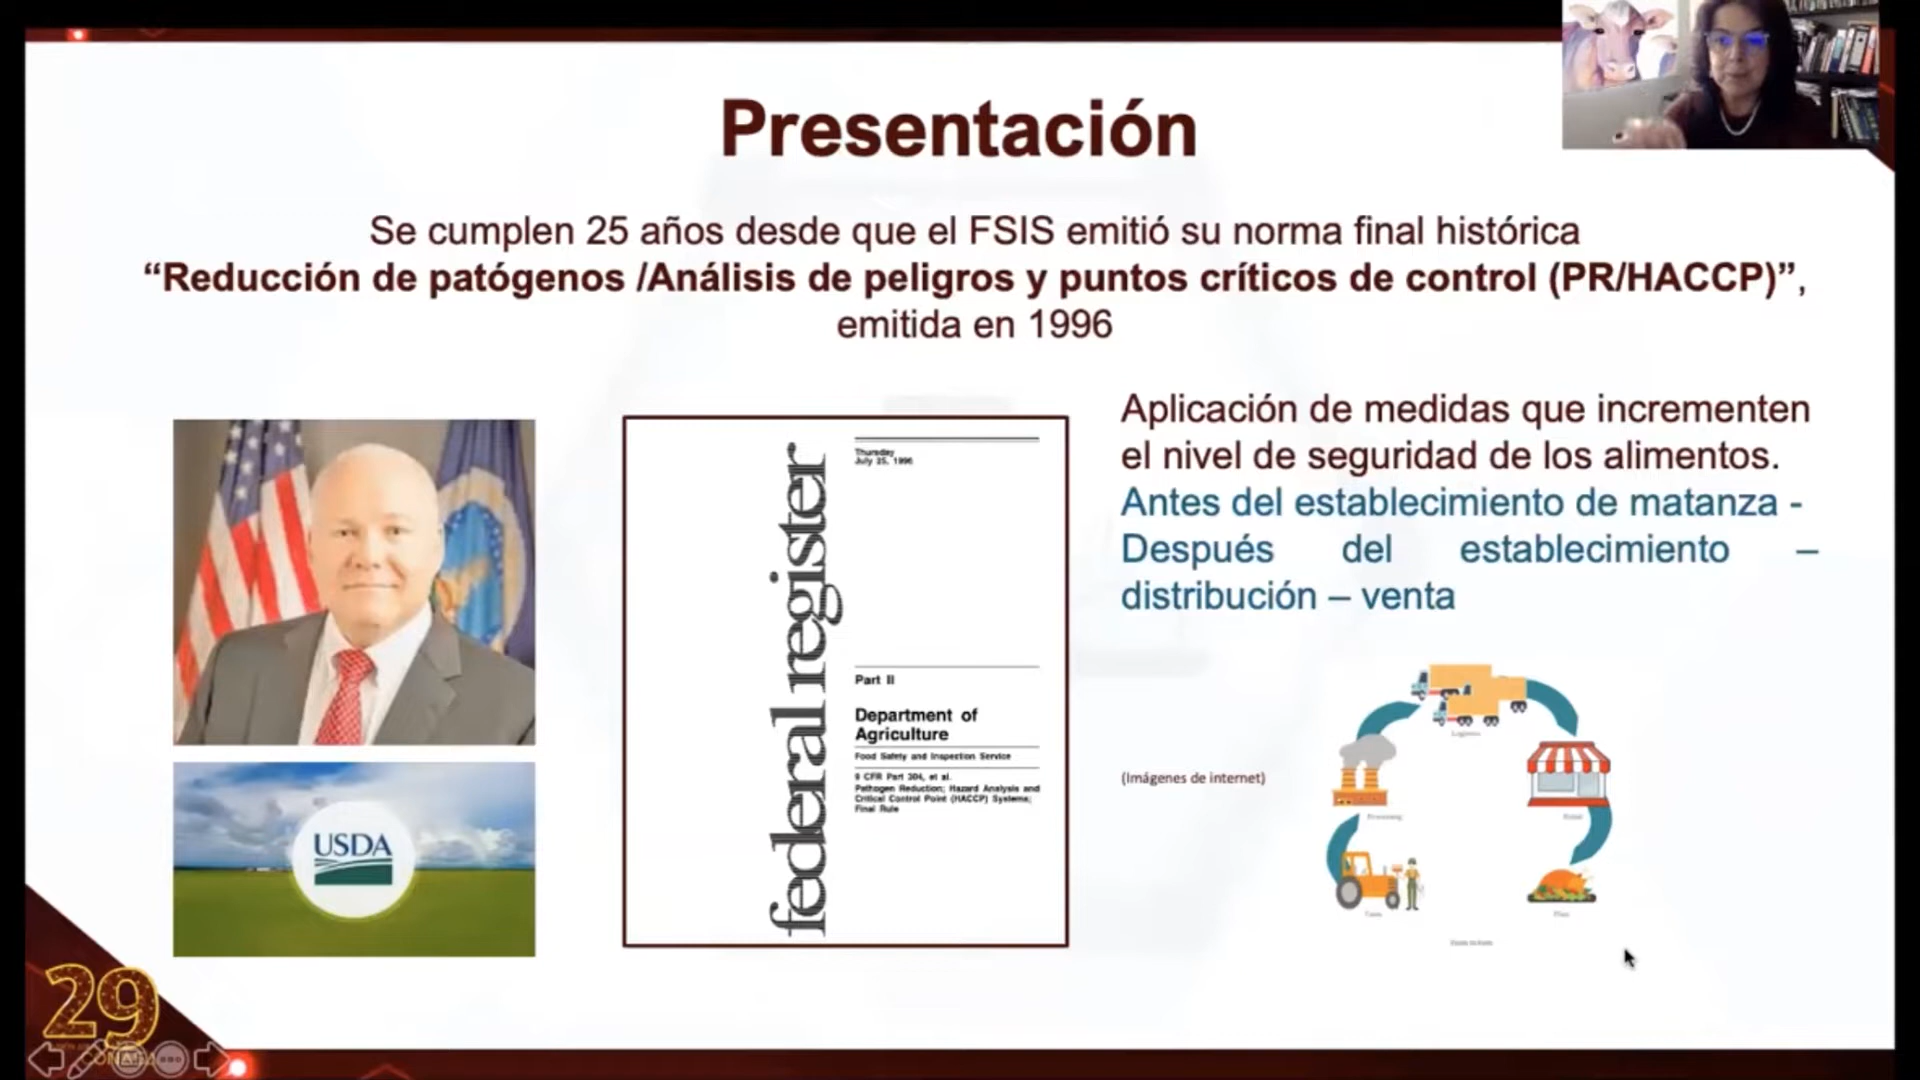 Presentación
Se cumplen 25 años desde que el FSIS emitió su norma final histórica
“Reducción de patógenos /Análisis de peligros y puntos críticos de control (PR/HACCP)”,
emitida en 1996
Aplicación de medidas que incrementen
el nivel de seguridad de los alimentos.
Antes del establecimiento de matanza -
Después del establecimiento –
distribución – venta
federal register
Thursday
July 25, 1996
Part II
Department of
Agriculture
Food Safety and Inspection Service
9 CFR Part 304, et al.
Pathogen Reduction; Hazard Analysis and
Critical Control Point (HACCP) Systems;
Final Rule
USDA
(Imágenes de internet)
Logistics
Processing
Retail
Farm
29